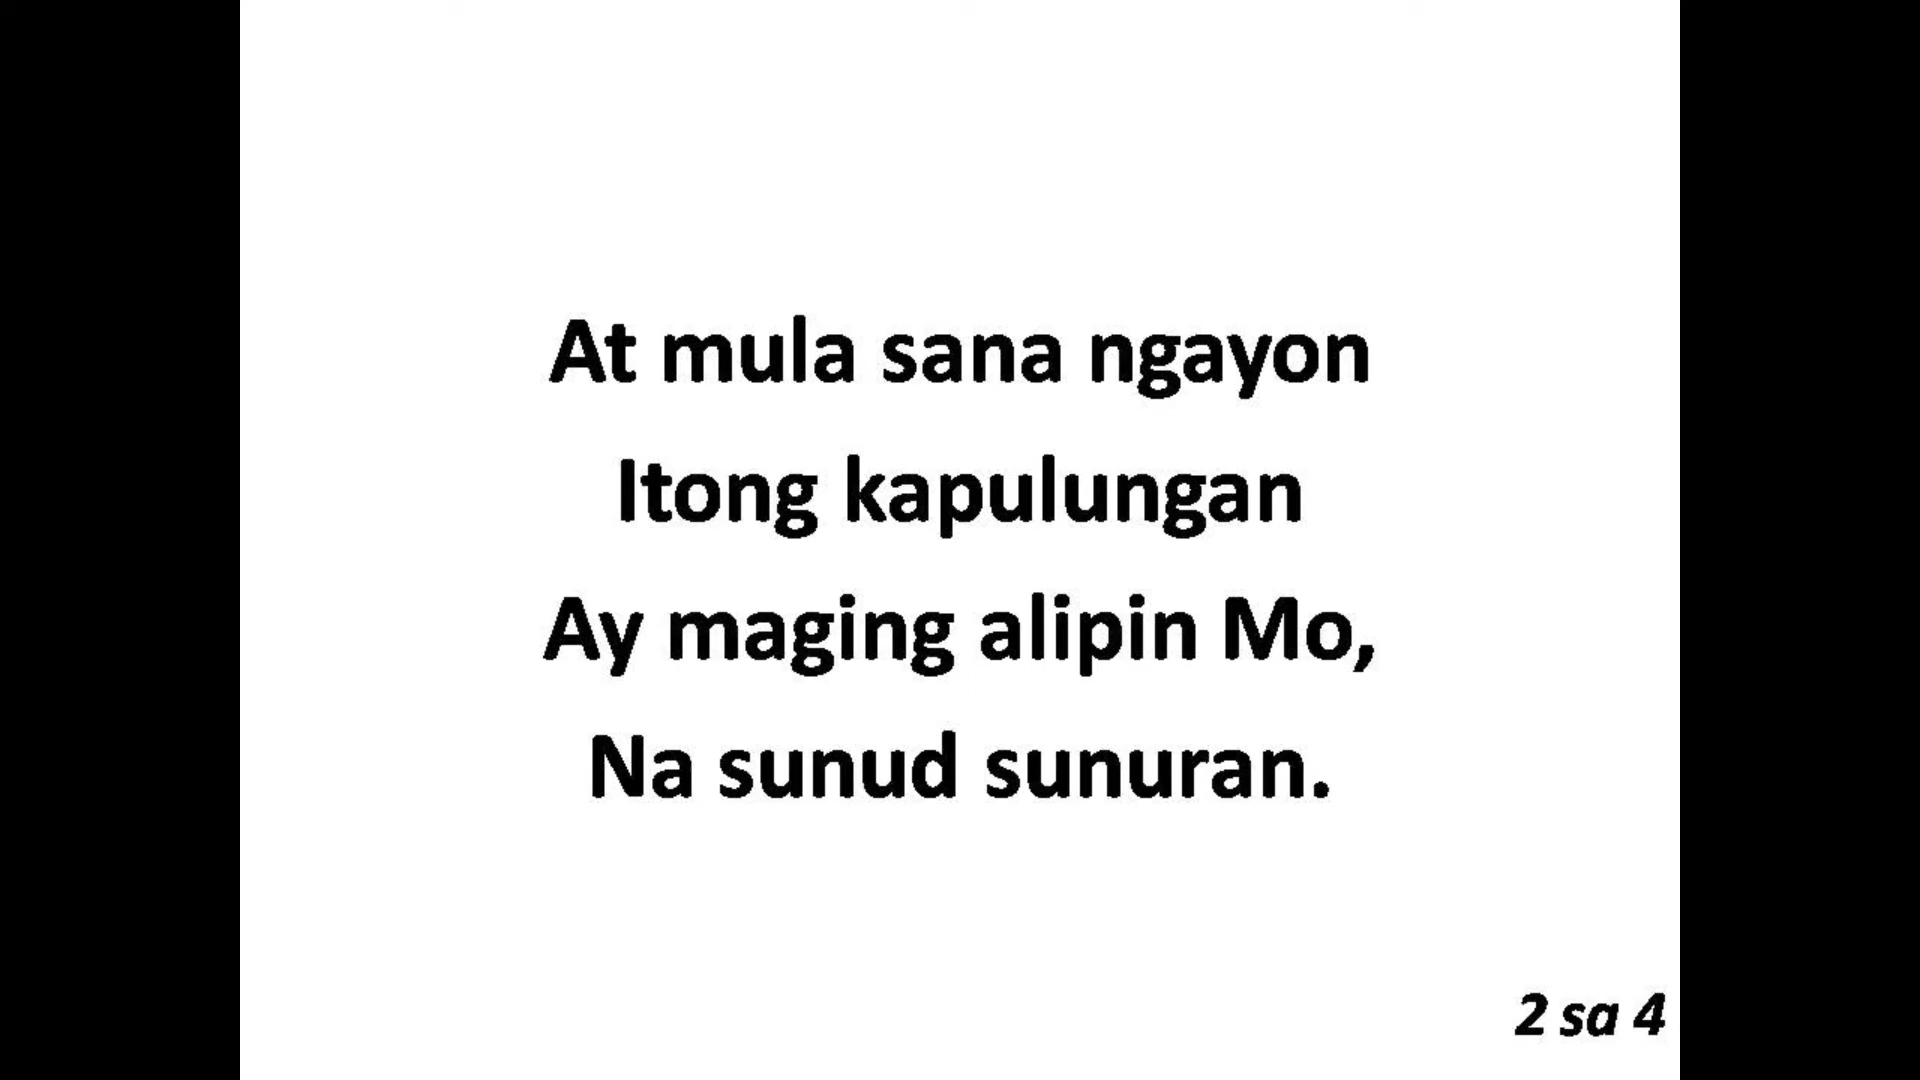 At mula sana ngayon
Itong kapulungan
Ay maging alipin Mo,
Na sunud sunuran.
2 sa 4